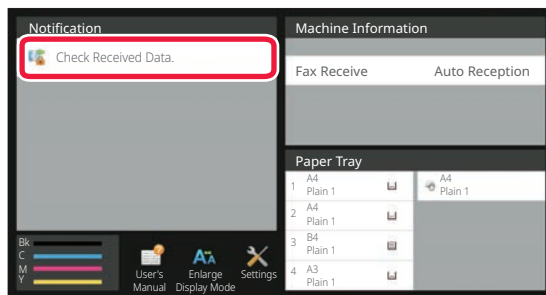 Notification
Check Received Data.
Machine Information
Fax Receive Auto Reception
Paper Tray
1 A4
Plain 1
A4
Plain 1
2 A4
Plain 1
3 B4
Plain 1
4 A3
Plain 1
Bk
C
M
Y
User's
Manual
Enlarge
Display Mode
Settings